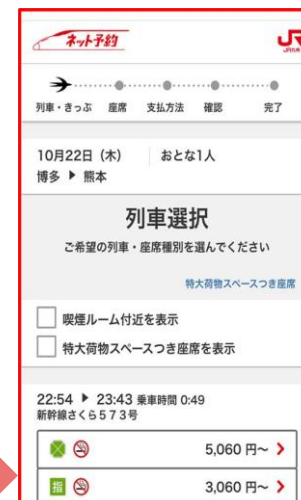 ネット予約
JR
列車・きっぷ 座席 支払方法 確認 完了
10月22日（木） おとな1人
博多 ▶ 熊本
列車選択
ご希望の列車・座席種別を選んでください
特大荷物スペースつき座席
喫煙ルーム付近を表示
特大荷物スペースつき座席を表示
22:54 ▶ 23:43 乗車時間 0:49
新幹線さくら５７３号
5,060 円～
指 3,060 円～